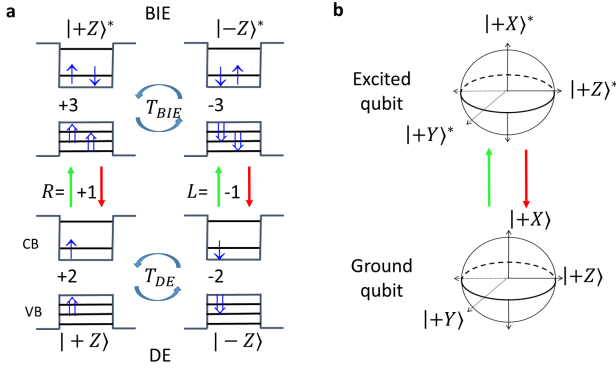 a
BIE
|+Z⟩* |−Z⟩*
+3 T_BIE -3
R= +1 L= -1
CB
+2 T_DE -2
VB
|+Z⟩ |−Z⟩
DE
b
|+X⟩*
Excited
qubit
|+Z⟩*
|+Y⟩*
|+X⟩
Ground
qubit
|+Z⟩
|+Y⟩